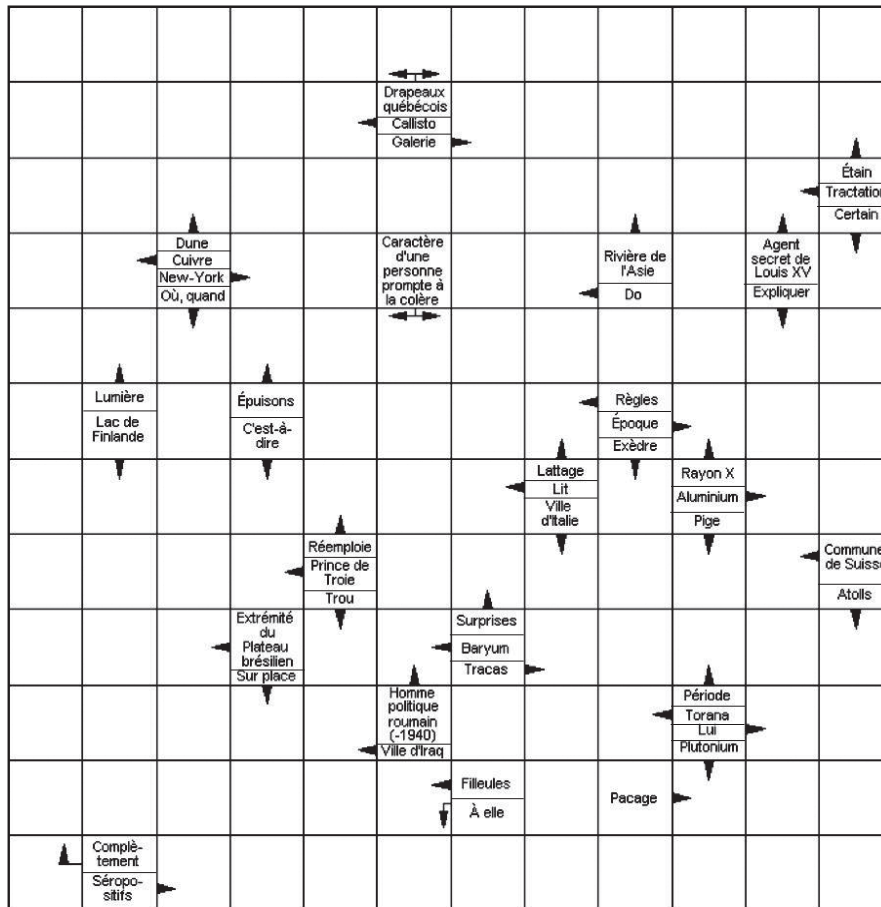 Drapeaux
québécois
Callisto
Galerie
Étain
Tractation
Certain
Dune
Cuivre
New-York
Où, quand
Caractère
d'une
personne
prompte à
la colère
Rivière de
l'Asie
Do
Agent
secret de
Louis XV
Expliquer
Lumière
Lac de
Finlande
Épuisons
C'est-à-
dire
Règles
Époque
Exèdre
Lattage
Lit
Ville
d'Italie
Rayon X
Aluminium
Pige
Réemploie
Prince de
Troie
Trou
Commune
de Suisse
Atolls
Extrémité
du
Plateau
brésilien
Sur place
Surprises
Baryum
Tracas
Homme
politique
roumain
(-1940)
Ville d'Iraq
Période
Torana
Lui
Plutonium
Filleules
À elle
Pacage
Complè-
tement
Séropo-
sitifs